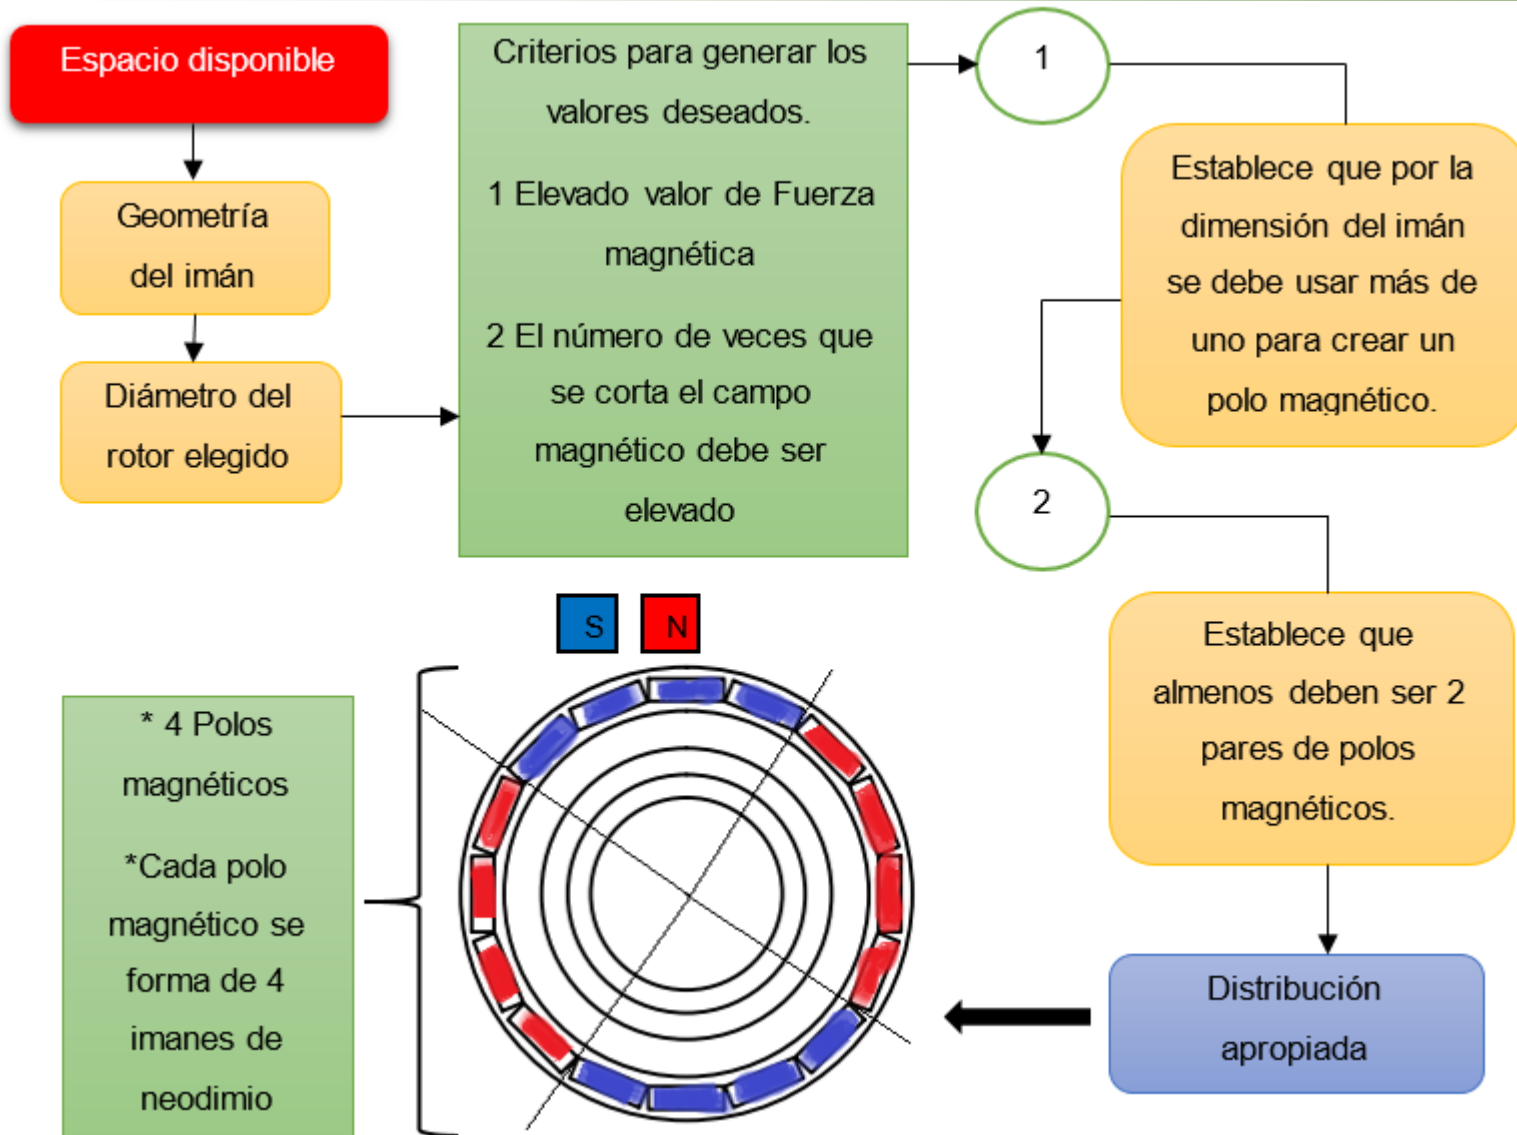 Espacio disponible
Geometría
del imán
Diámetro del
rotor elegido
Criterios para generar los
valores deseados.
1 Elevado valor de Fuerza
magnética
2 El número de veces que
se corta el campo
magnético debe ser
elevado
1
Establece que por la
dimensión del imán
se debe usar más de
uno para crear un
polo magnético.
2
Establece que
almenos deben ser 2
pares de polos
magnéticos.
Distribución
apropiada
S
N
* 4 Polos
magnéticos
*Cada polo
magnético se
forma de 4
imanes de
neodimio